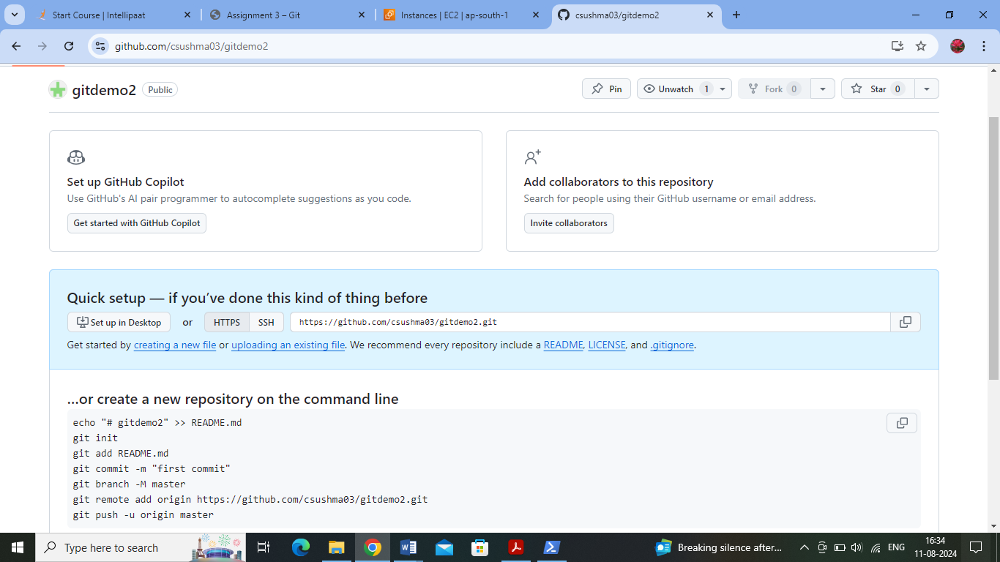 Start Course | Intellipaat
Assignment 3 – Git
Instances | EC2 | ap-south-1
csushma03/gitdemo2
github.com/csushma03/gitdemo2
gitdemo2 Public
Pin
Unwatch 1
Fork 0
Star 0
Set up GitHub Copilot
Use GitHub's AI pair programmer to autocomplete suggestions as you code.
Get started with GitHub Copilot
Add collaborators to this repository
Search for people using their GitHub username or email address.
Invite collaborators
Quick setup — if you’ve done this kind of thing before
Set up in Desktop or HTTPS SSH https://github.com/csushma03/gitdemo2.git
Get started by creating a new file or uploading an existing file. We recommend every repository include a README, LICENSE, and .gitignore.
…or create a new repository on the command line
echo "# gitdemo2" >> README.md
git init
git add README.md
git commit -m "first commit"
git branch -M master
git remote add origin https://github.com/csushma03/gitdemo2.git
git push -u origin master
Type here to search
Breaking silence after...
ENG
16:34
11-08-2024